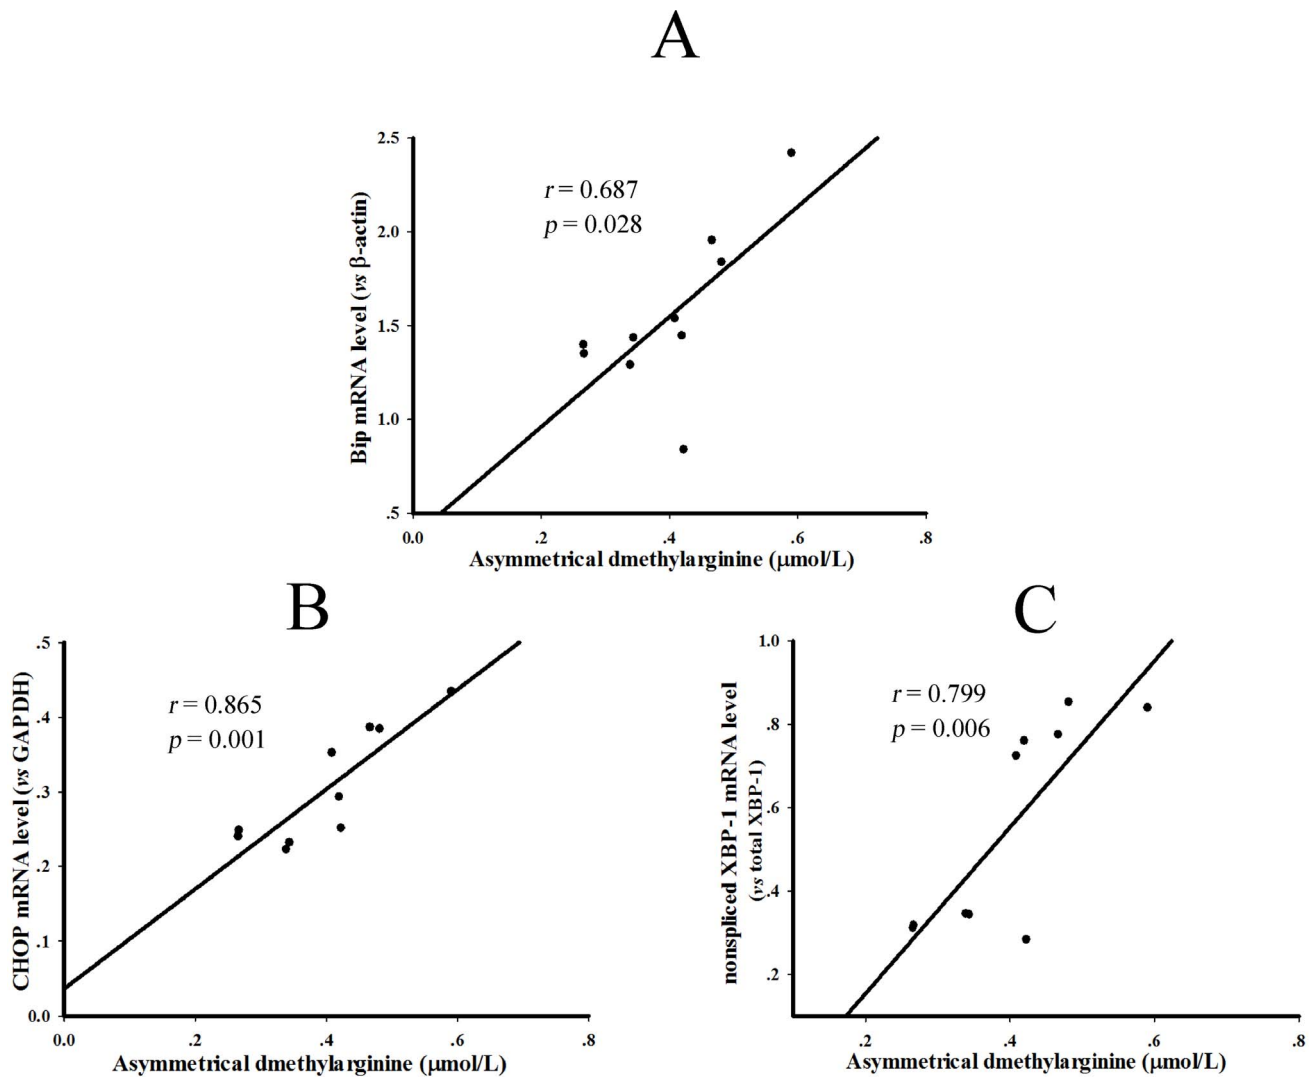 A
2.5
2.0
1.5
1.0
.5
Bip mRNA level (vs β-actin)
r = 0.687
p = 0.028
0.0 .2 .4 .6 .8
Asymmetrical dmethylarginine (μmol/L)
B
.5
.4
.3
.2
.1
0.0
CHOP mRNA level (vs GAPDH)
r = 0.865
p = 0.001
0.0 .2 .4 .6 .8
Asymmetrical dmethylarginine (μmol/L)
C
1.0
.8
.6
.4
.2
nonspliced XBP-1 mRNA level
(vs total XBP-1)
r = 0.799
p = 0.006
.2 .4 .6 .8
Asymmetrical dmethylarginine (μmol/L)